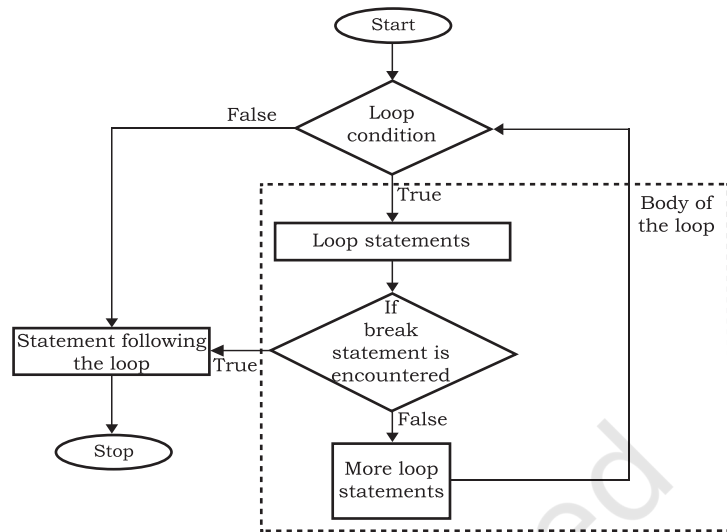 Start
Loop
condition
False
True
Body of
the loop
Loop statements
If
break
statement is
encountered
Statement following
the loop
True
False
Stop
More loop
statements